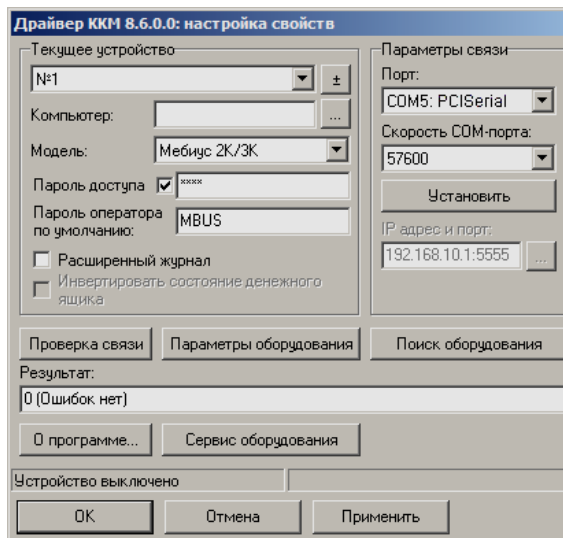 Драйвер ККМ 8.6.0.0: настройка свойств
Текущее устройство
№1
±
Компьютер:
...
Модель:
Мебиус 2K/3K
Пароль доступа
****
Пароль оператора
по умолчанию:
MBUS
Расширенный журнал
Инвертировать состояние денежного
ящика
Параметры связи
Порт:
COM5: PCISerial
Скорость COM-порта:
57600
Установить
IP адрес и порт:
192.168.10.1:5555
...
Проверка связи
Параметры оборудования
Поиск оборудования
Результат:
0 (Ошибок нет)
О программе...
Сервис оборудования
Устройство выключено
OK
Отмена
Применить